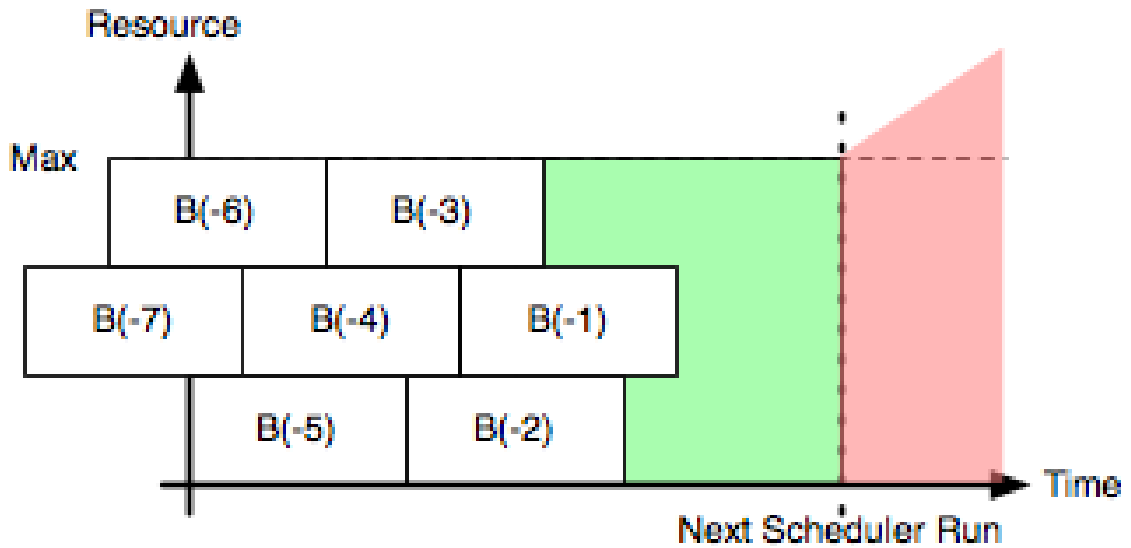 Resource
Max
B(-6) B(-3)
B(-7) B(-4) B(-1)
B(-5) B(-2)
Time
Next Scheduler Run